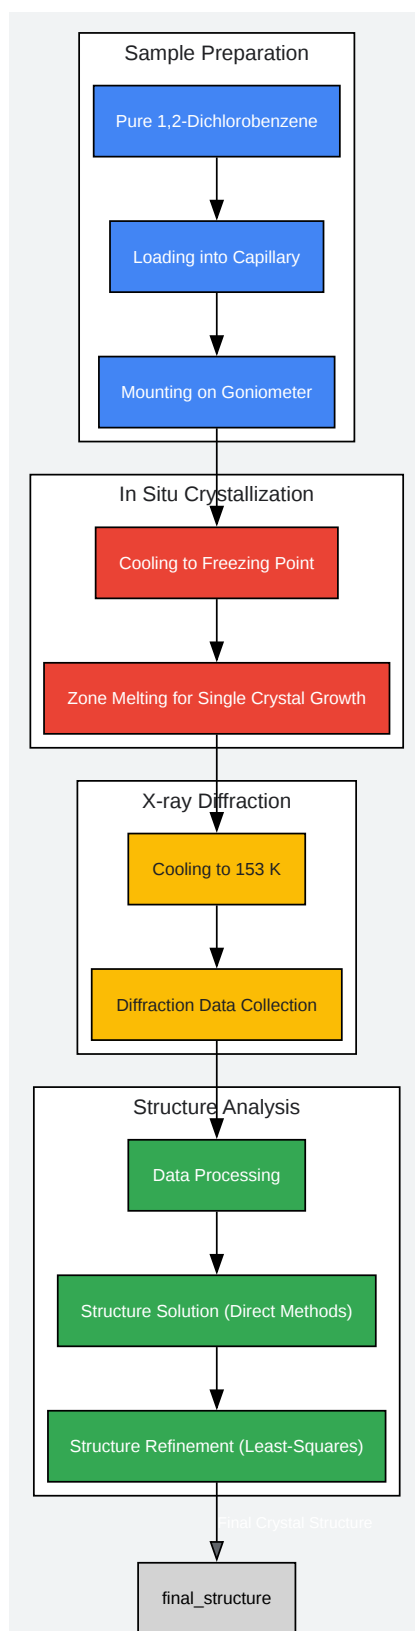 Sample Preparation
Pure 1,2-Dichlorobenzene
Loading into Capillary
Mounting on Goniometer
In Situ Crystallization
Cooling to Freezing Point
Zone Melting for Single Crystal Growth
X-ray Diffraction
Cooling to 153 K
Diffraction Data Collection
Structure Analysis
Data Processing
Structure Solution (Direct Methods)
Structure Refinement (Least-Squares)
Final Crystal Structure
final_structure